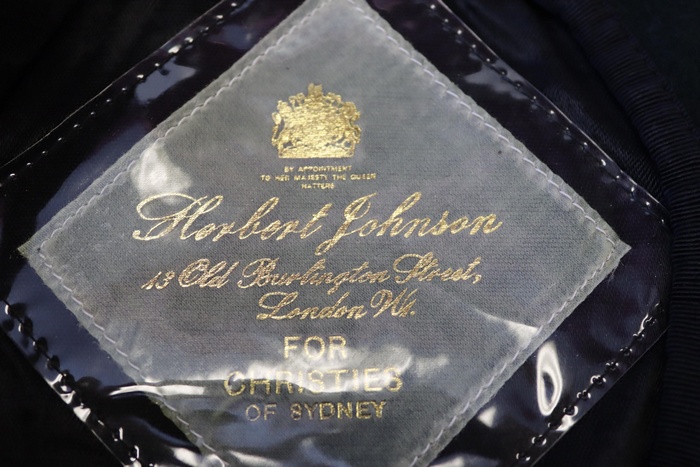 BY APPOINTMENT
TO HER MAJESTY THE QUEEN
HATTERS
Herbert Johnson
13 Old Burlington Street,
London W1.
FOR
CHRISTIES
OF SYDNEY